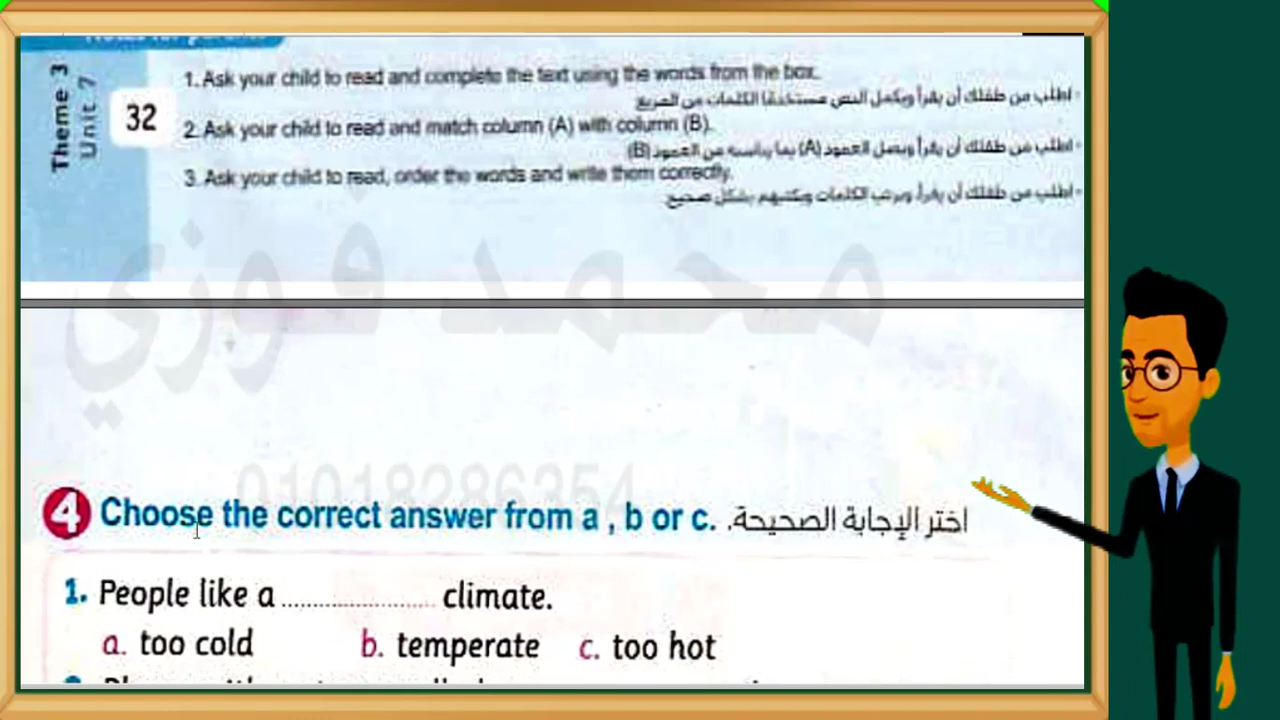 Theme 3
Unit 7
32
1. Ask your child to read and complete the text using the words from the box.
- اطلب من طفلك أن يقرأ ويكمل النص مستخدمًا الكلمات من المربع
2. Ask your child to read and match column (A) with column (B).
- اطلب من طفلك أن يقرأ ويصل العمود (A) بما يناسبه من العمود (B)
3. Ask your child to read, order the words and write them correctly.
- اطلب من طفلك أن يقرأ ويرتب الكلمات ويكتبهم بشكل صحيح
محمد فوزي
01018286354
4 Choose the correct answer from a , b or c. اختر الإجابة الصحيحة.
1. People like a ..................... climate.
a. too cold b. temperate c. too hot